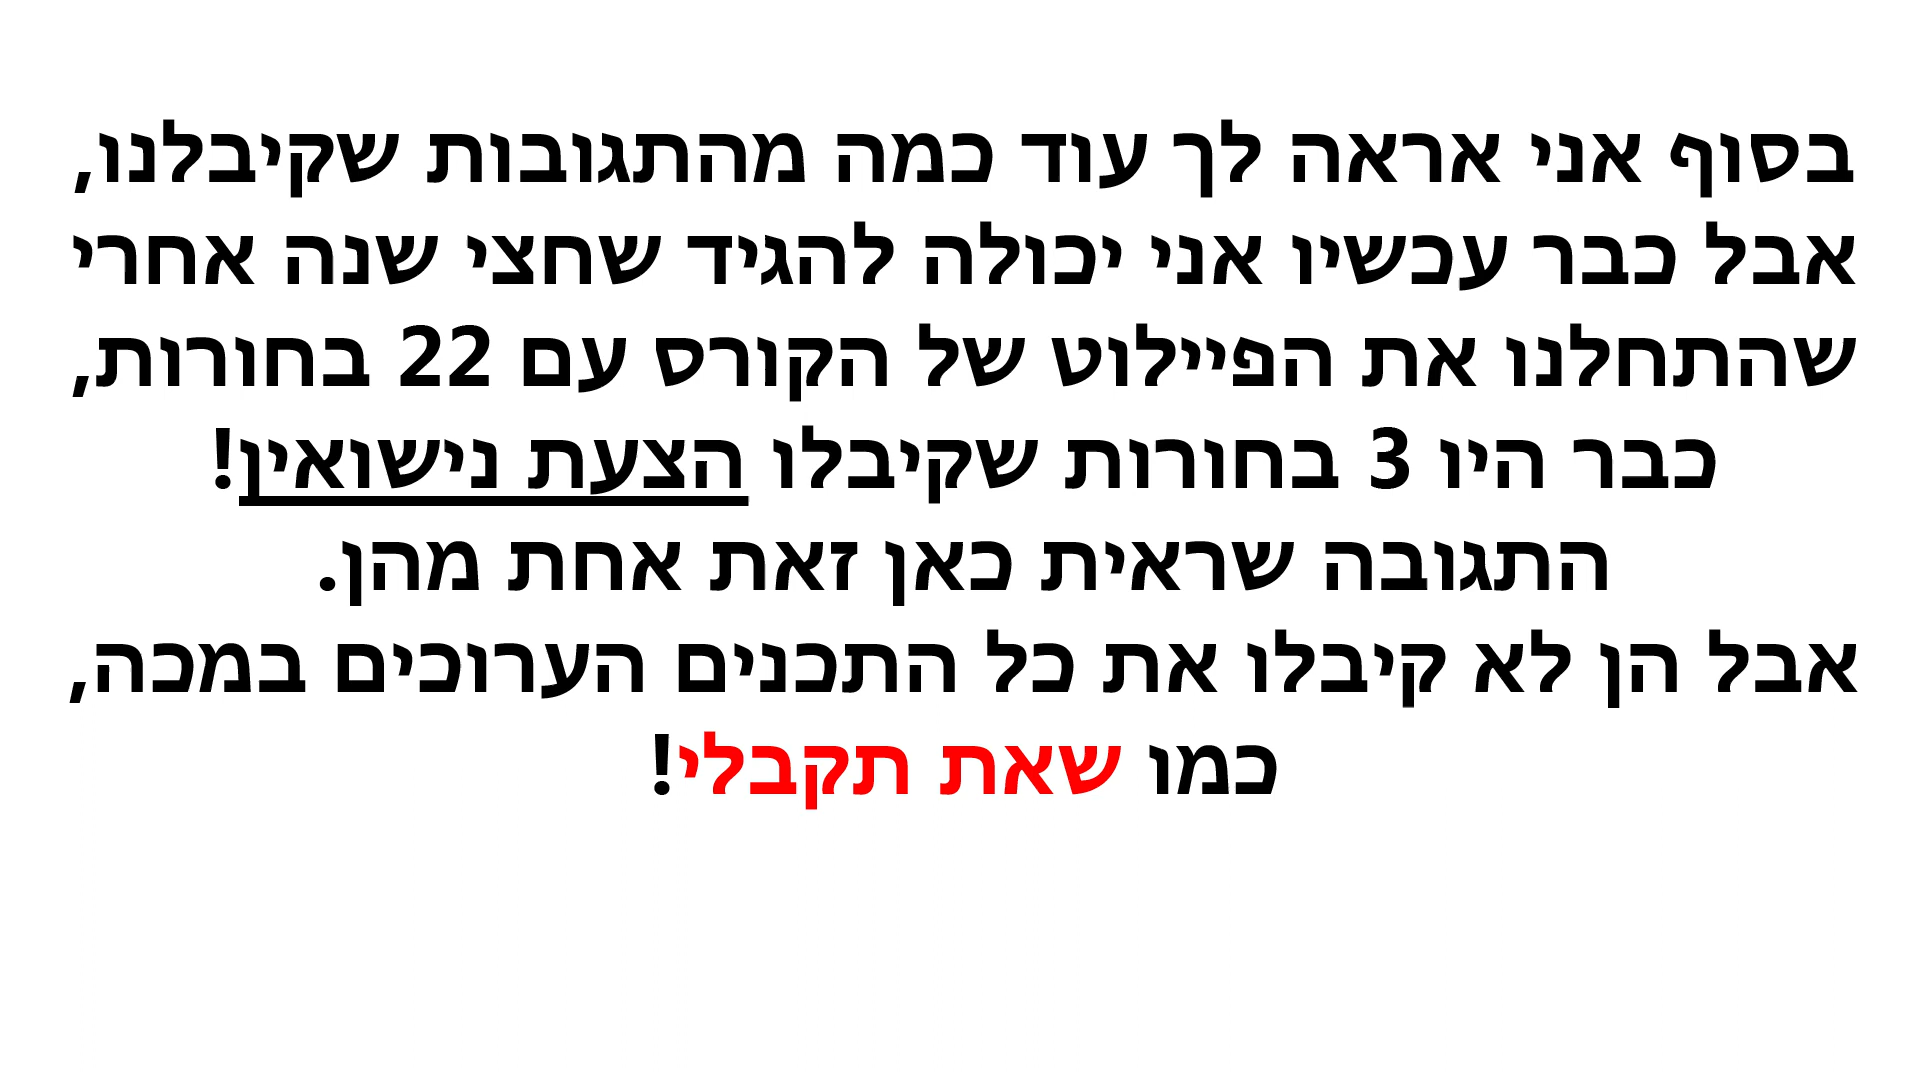 בסוף אני אראה לך עוד כמה מהתגובות שקיבלנו,
אבל כבר עכשיו אני יכולה להגיד שחצי שנה אחרי
שהתחלנו את הפיילוט של הקורס עם 22 בחורות,
כבר היו 3 בחורות שקיבלו הצעת נישואין!
התגובה שראית כאן זאת אחת מהן.
אבל הן לא קיבלו את כל התכנים הערוכים במכה,
כמו שאת תקבלי!